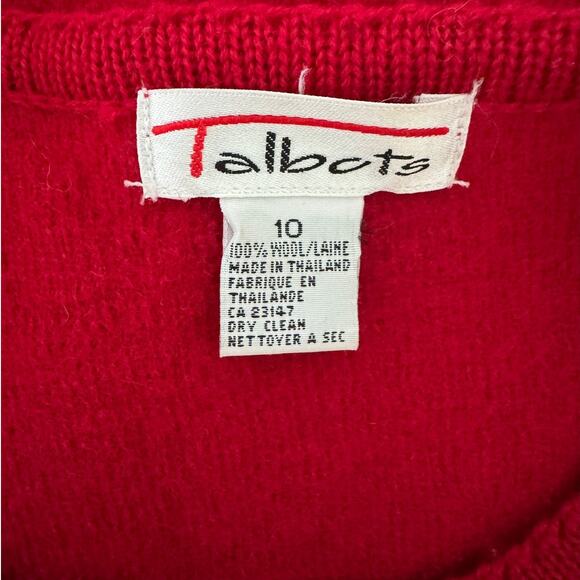 Talbots
10
100% WOOL/LAINE
MADE IN THAILAND
FABRIQUE EN
THAILANDE
CA 23147
DRY CLEAN
NETTOYER A SEC